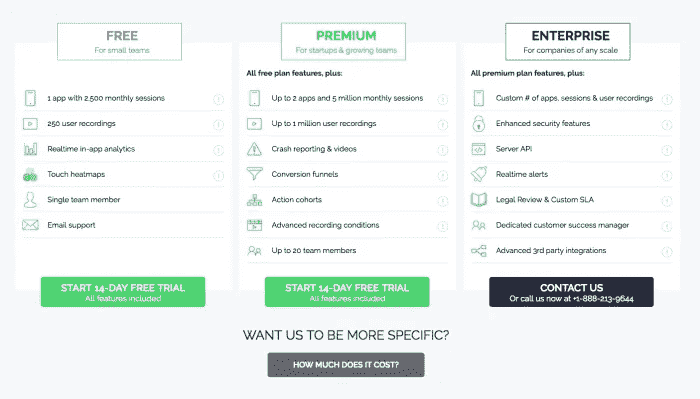 FREE
For small teams
1 app with 2,500 monthly sessions
250 user recordings
Realtime in-app analytics
Touch heatmaps
Single team member
Email support
START 14-DAY FREE TRIAL
All features included
PREMIUM
For startups & growing teams
All free plan features, plus:
Up to 2 apps and 5 million monthly sessions
Up to 1 million user recordings
Crash reporting & videos
Conversion funnels
Action cohorts
Advanced recording conditions
Up to 20 team members
START 14-DAY FREE TRIAL
All features included
ENTERPRISE
For companies of any scale
All premium plan features, plus:
Custom # of apps, sessions & user recordings
Enhanced security features
Server API
Realtime alerts
Legal Review & Custom SLA
Dedicated customer success manager
Advanced 3rd party integrations
CONTACT US
Or call us now at +1-888-213-9644
WANT US TO BE MORE SPECIFIC?
HOW MUCH DOES IT COST?